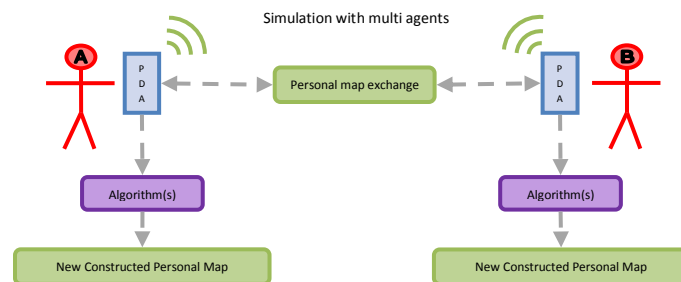 Simulation with multi agents
A
P
D
A
Personal map exchange
P
D
A
B
Algorithm(s)
Algorithm(s)
New Constructed Personal Map
New Constructed Personal Map